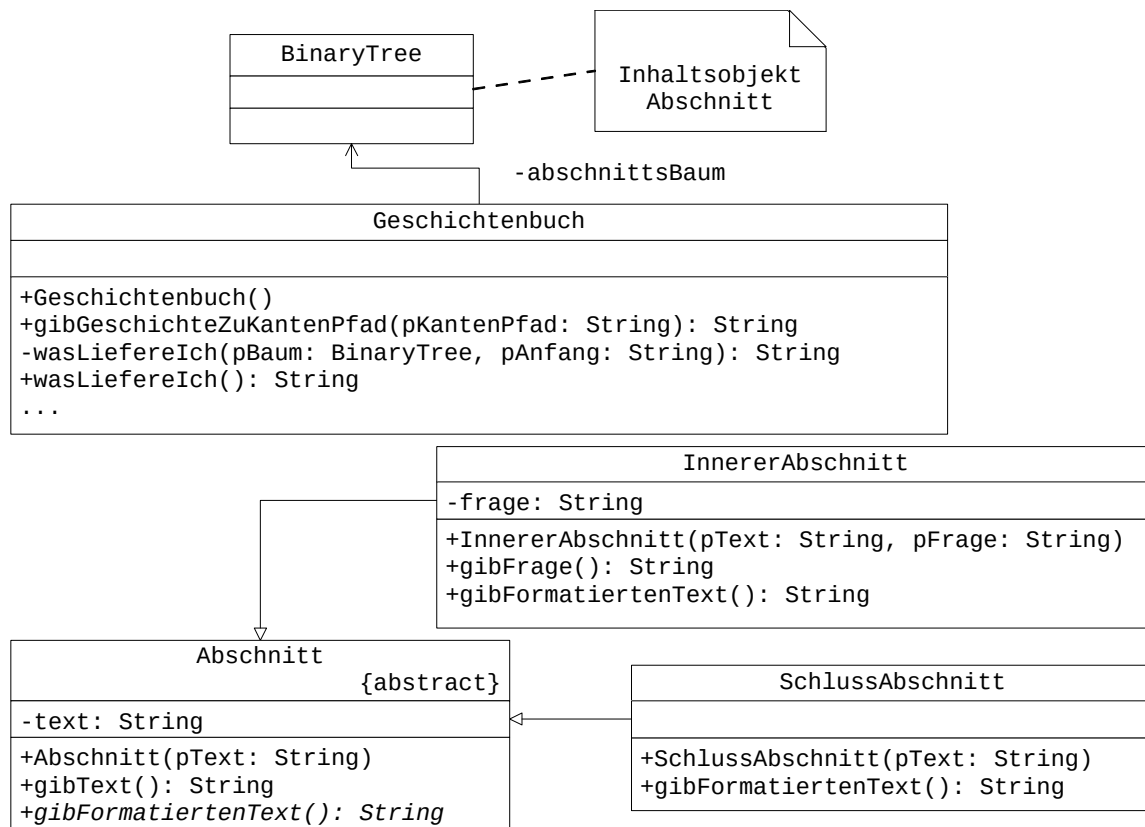 BinaryTree
Inhaltsobjekt
Abschnitt
-abschnittsBaum
Geschichtenbuch
+Geschichtenbuch()
+gibGeschichteZuKantenPfad(pKantenPfad: String): String
-wasLiefereIch(pBaum: BinaryTree, pAnfang: String): String
+wasLiefereIch(): String
...
InnererAbschnitt
-frage: String
+InnererAbschnitt(pText: String, pFrage: String)
+gibFrage(): String
+gibFormatiertenText(): String
Abschnitt
{abstract}
-text: String
+Abschnitt(pText: String)
+gibText(): String
+gibFormatiertenText(): String
SchlussAbschnitt
+SchlussAbschnitt(pText: String)
+gibFormatiertenText(): String